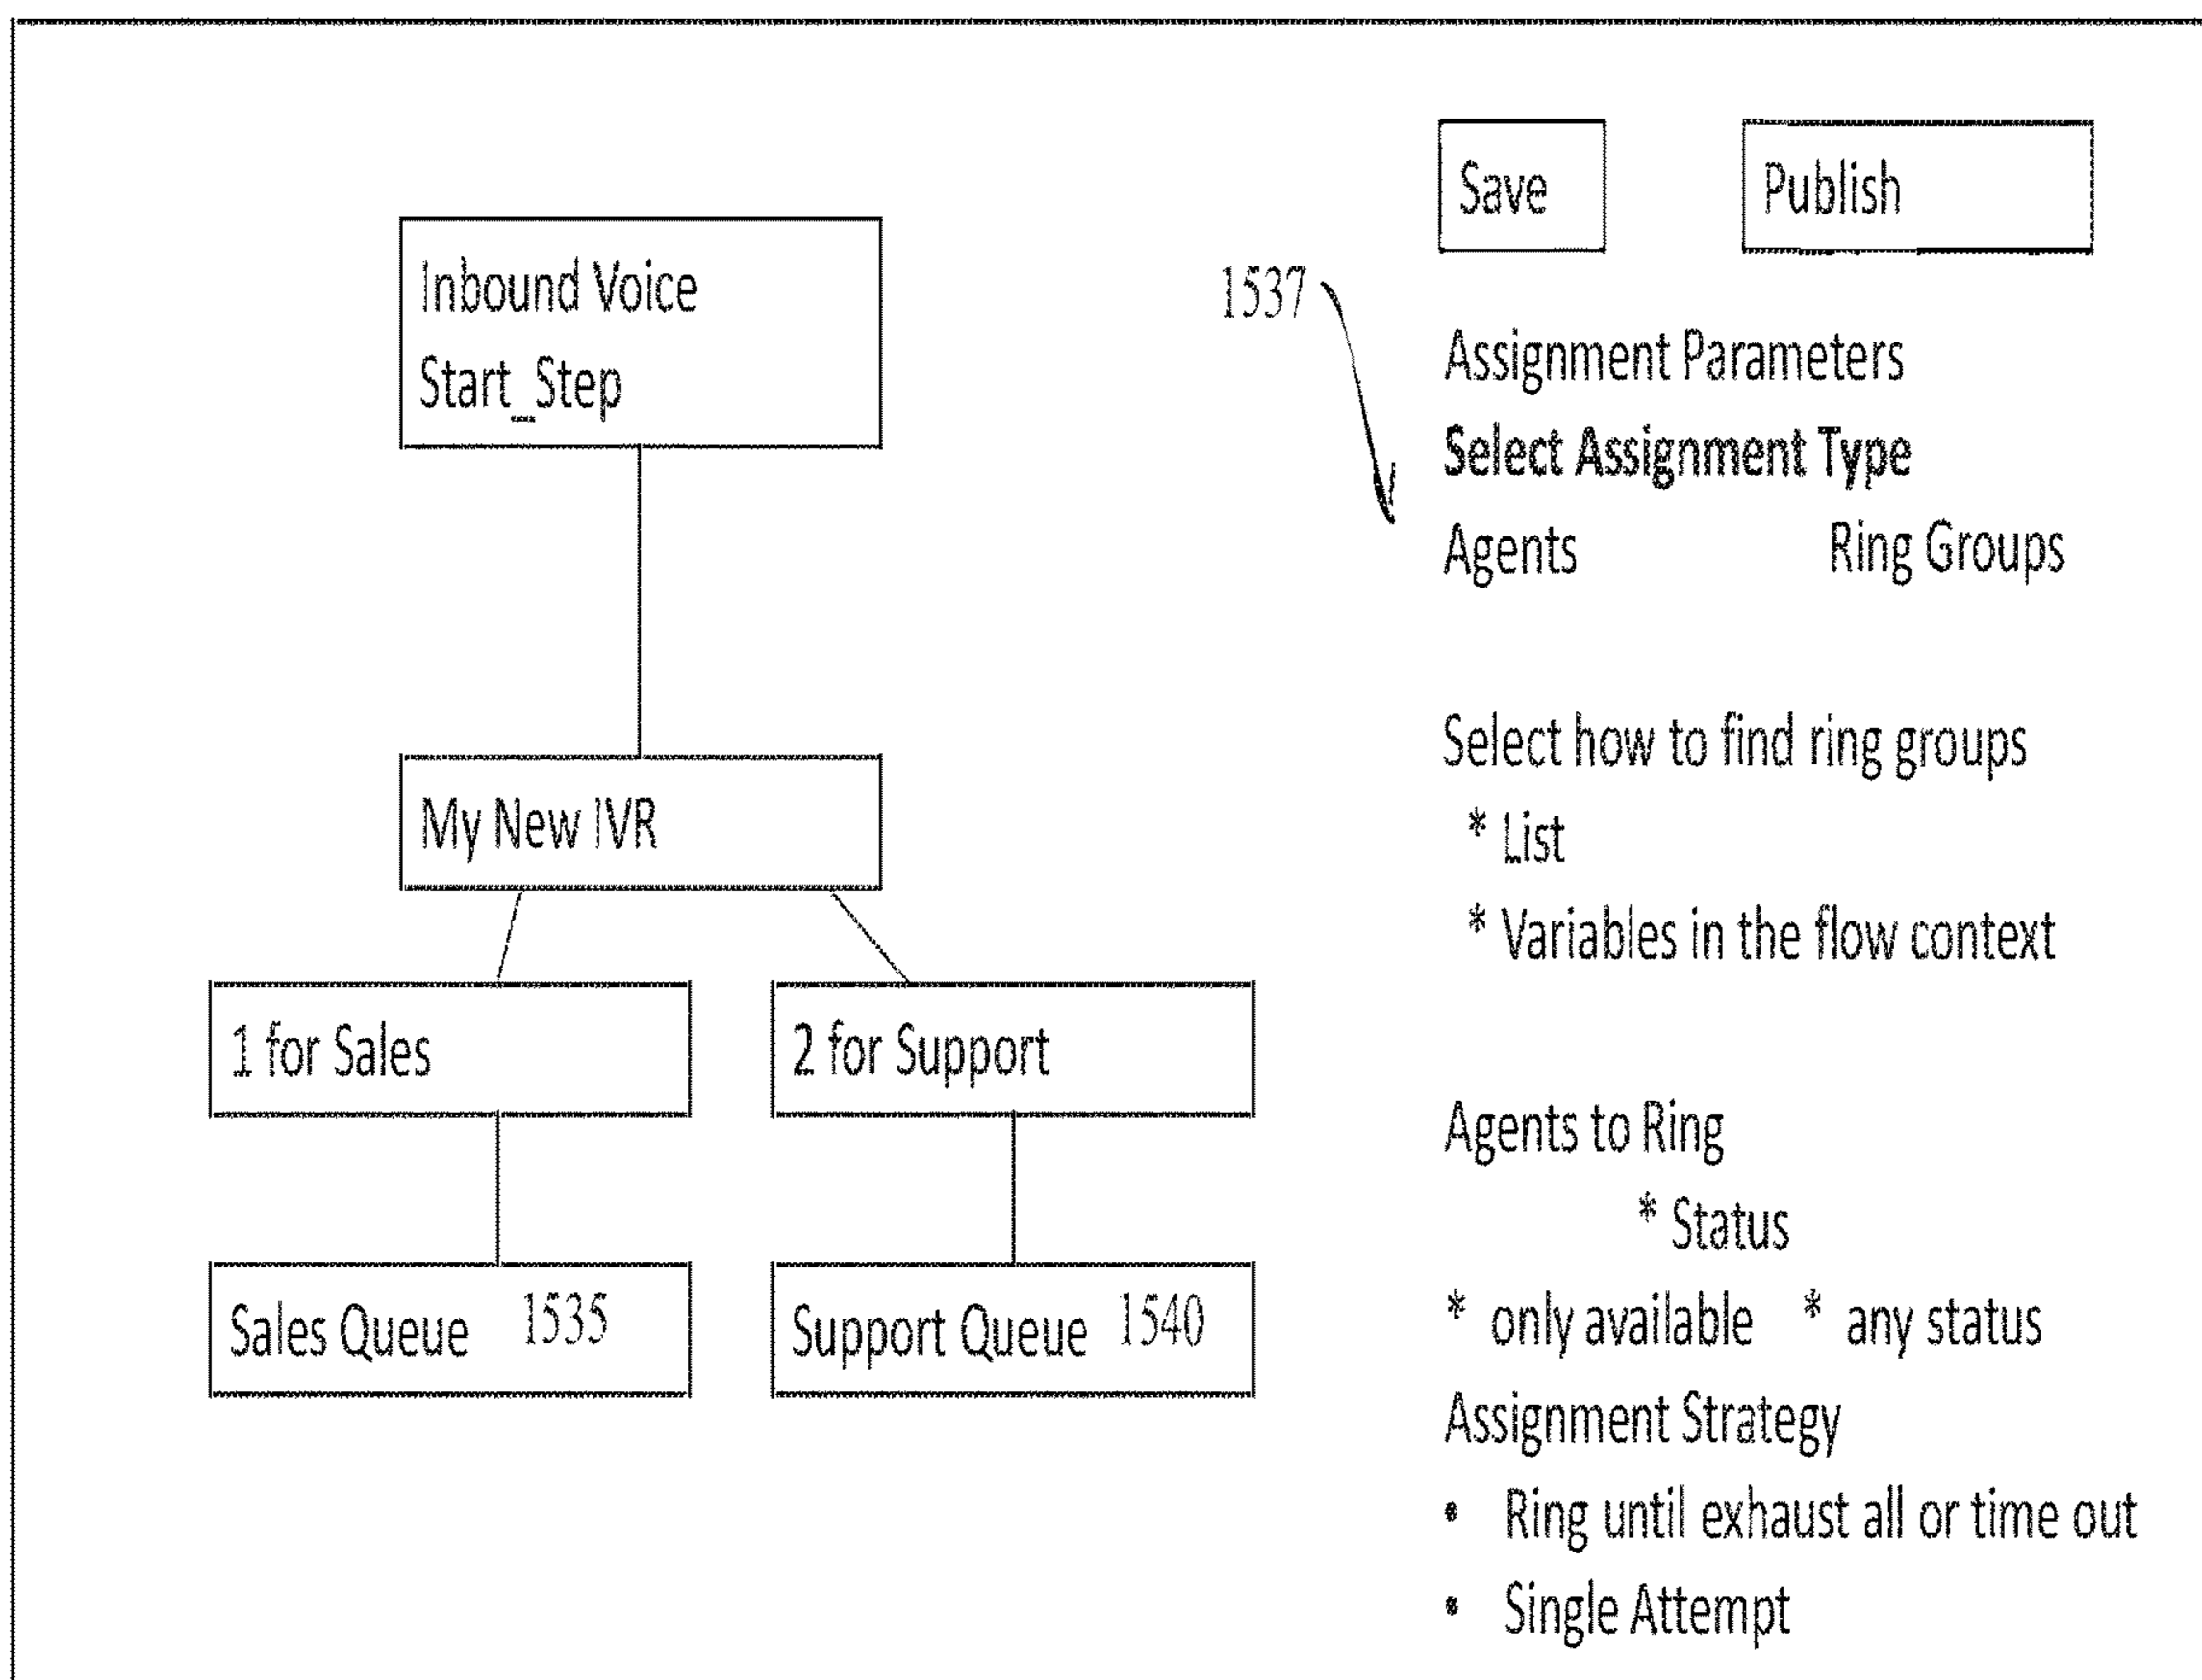 Save Publish
Inbound Voice
Start_Step
1537
Assignment Parameters
Select Assignment Type
Agents Ring Groups
Select how to find ring groups
* List
* Variables in the flow context
My New IVR
1 for Sales
2 for Support
Sales Queue 1535
Support Queue 1540
Agents to Ring
* Status
* only available * any status
Assignment Strategy
• Ring until exhaust all or time out
• Single Attempt